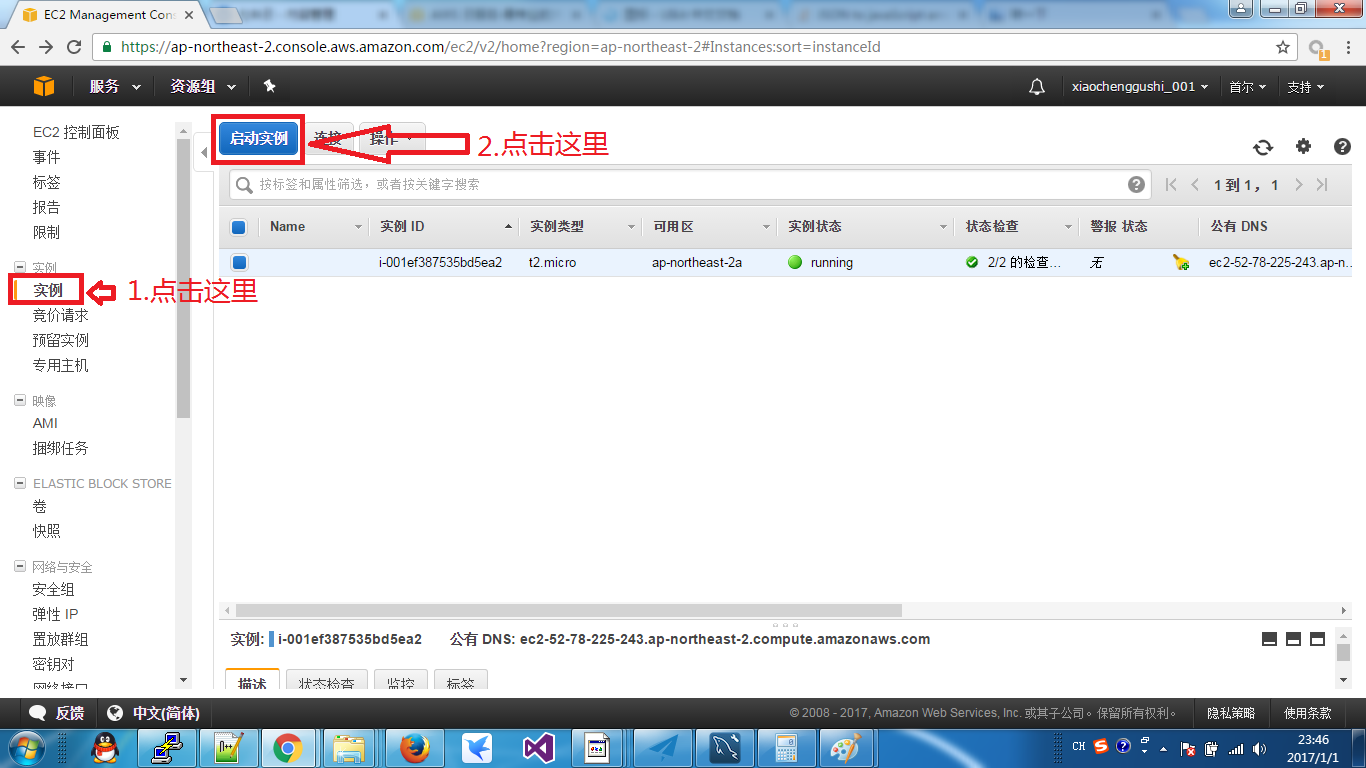 EC2 Management Con
https://ap-northeast-2.console.aws.amazon.com/ec2/v2/home?region=ap-northeast-2#Instances:sort=instanceId
服务 资源组 xiaochenggushi_001 首尔 支持
EC2 控制面板
事件
标签
报告
限制
实例
实例
竞价请求
预留实例
专用主机
映像
AMI
捆绑任务
ELASTIC BLOCK STORE
卷
快照
网络与安全
安全组
弹性 IP
置放群组
密钥对
网络接口
1.点击这里
启动实例 连接 操作
2.点击这里
按标签和属性筛选，或者按关键字搜索
1 到 1， 1
Name 实例 ID 实例类型 可用区 实例状态 状态检查 警报 状态 公有 DNS
i-001ef387535bd5ea2 t2.micro ap-northeast-2a running 2/2 的检查… 无 ec2-52-78-225-243.ap-n…
实例: i-001ef387535bd5ea2 公有 DNS: ec2-52-78-225-243.ap-northeast-2.compute.amazonaws.com
描述 状态检查 监控 标签
反馈 中文(简体) © 2008 - 2017, Amazon Web Services, Inc. 或其子公司。保留所有权利。 隐私策略 使用条款
CH
23:46
2017/1/1